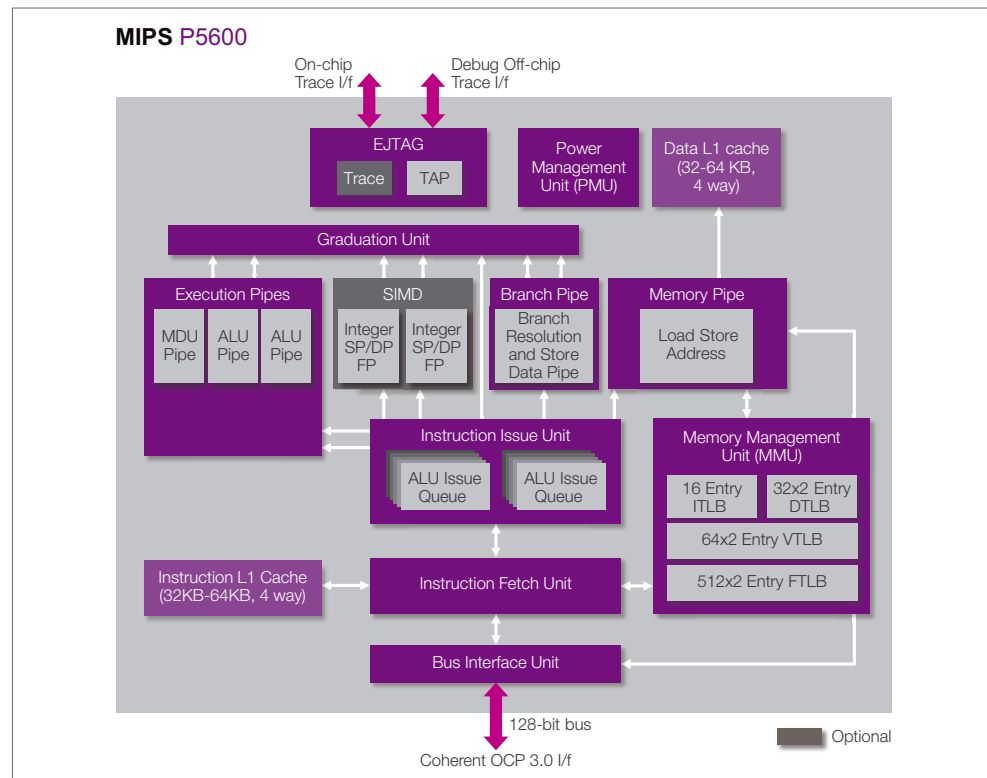 MIPS P5600
On-chip
Trace I/f
Debug Off-chip
Trace I/f
EJTAG
Trace
TAP
Power
Management
Unit (PMU)
Data L1 cache
(32-64 KB,
4 way)
Graduation Unit
Execution Pipes
MDU
Pipe
ALU
Pipe
ALU
Pipe
SIMD
Integer
SP/DP
FP
Integer
SP/DP
FP
Branch Pipe
Branch
Resolution
and Store
Data Pipe
Memory Pipe
Load Store
Address
Instruction Issue Unit
ALU Issue
Queue
ALU Issue
Queue
Memory Management
Unit (MMU)
16 Entry
ITLB
32x2 Entry
DTLB
64x2 Entry VTLB
512x2 Entry FTLB
Instruction L1 Cache
(32KB-64KB, 4 way)
Instruction Fetch Unit
Bus Interface Unit
128-bit bus
Coherent OCP 3.0 I/f
Optional